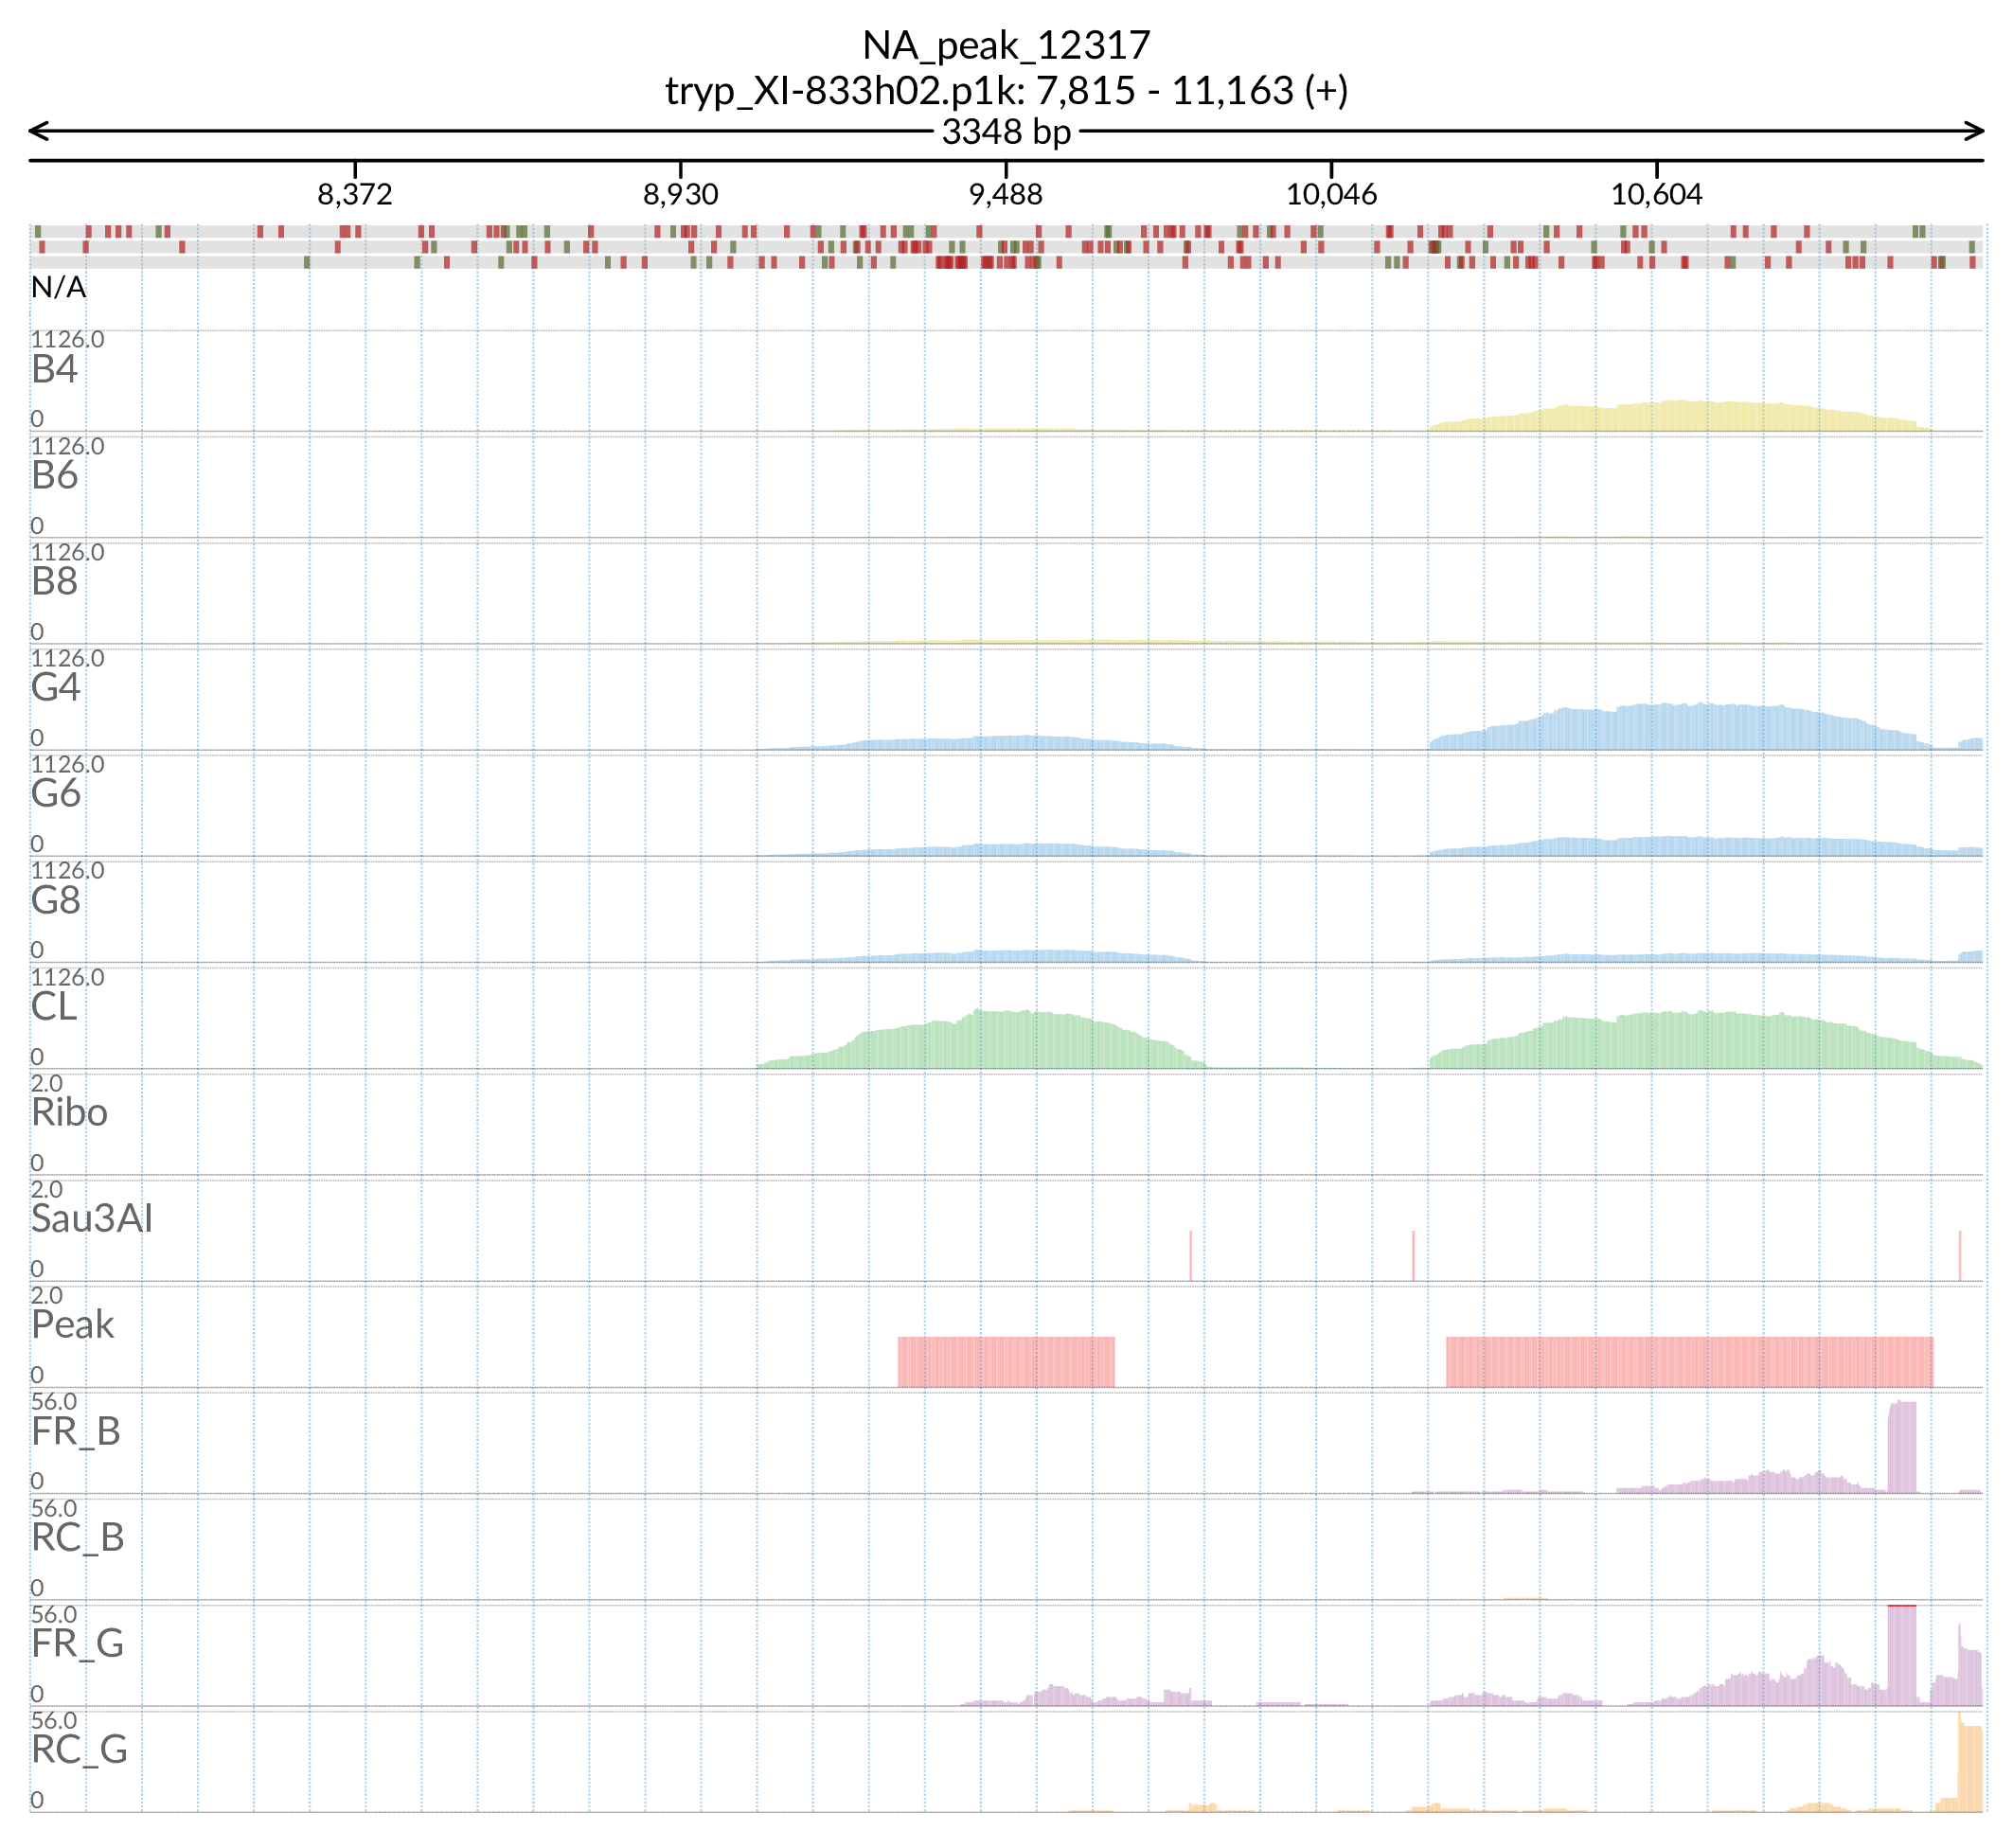 NA_peak_12317
tryp_XI-833h02.p1k: 7,815 - 11,163 (+)
3348 bp
8,372 8,930 9,488 10,046 10,604
N/A
1126.0
B4
0
1126.0
B6
0
1126.0
B8
0
1126.0
G4
0
1126.0
G6
0
1126.0
G8
0
1126.0
CL
0
2.0
Ribo
0
2.0
Sau3AI
0
2.0
Peak
0
56.0
FR_B
0
56.0
RC_B
0
56.0
FR_G
0
56.0
RC_G
0